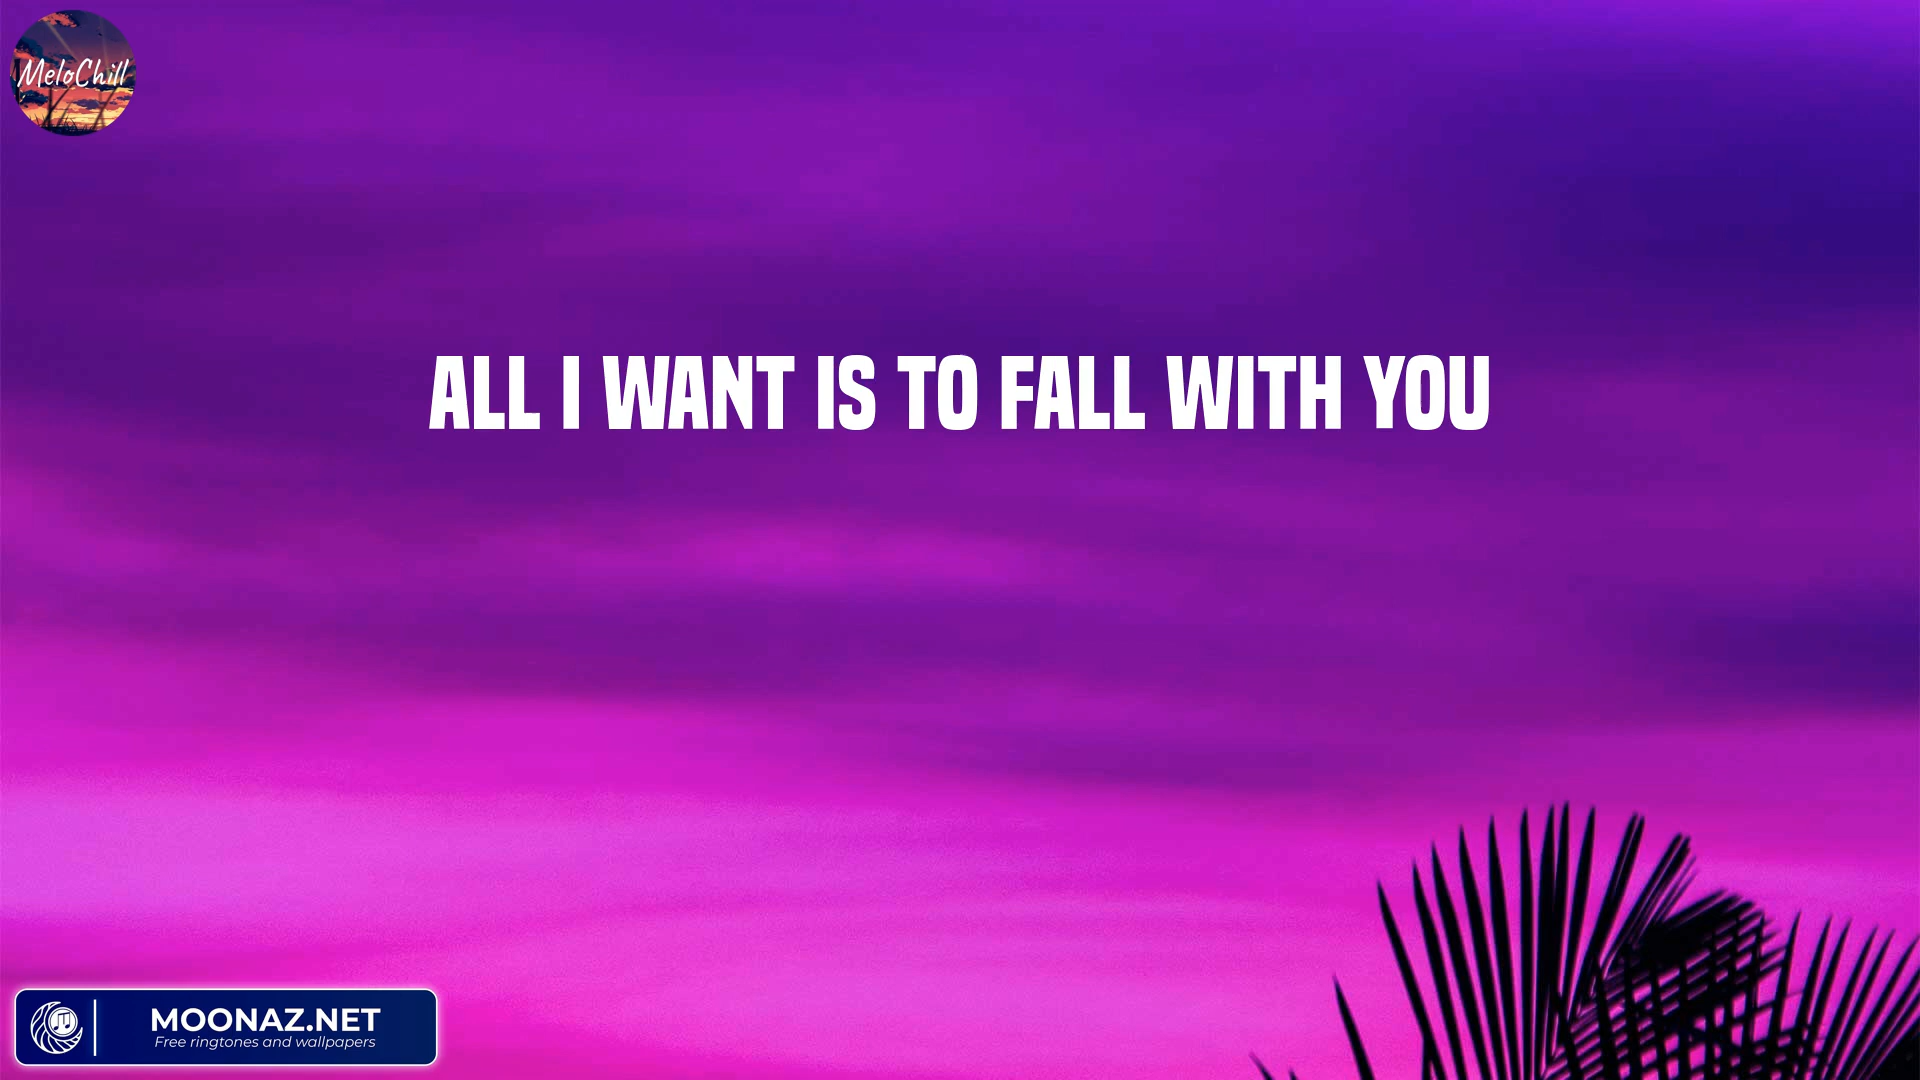 MeloChill
ALL I WANT IS TO FALL WITH YOU
MOONAZ.NET
Free ringtones and wallpapers